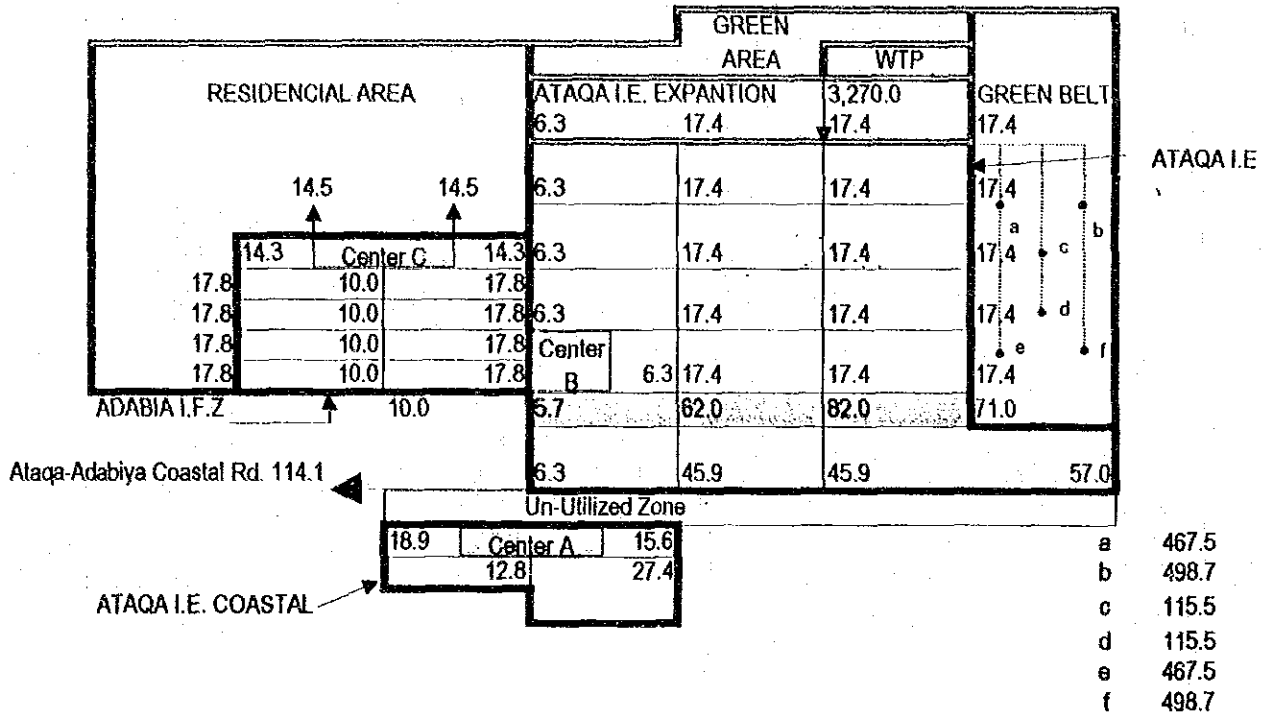 GREEN
AREA WTP
RESIDENCIAL AREA ATAQA I.E. EXPANTION 3,270.0 GREEN BELT
6.3 17.4 17.4 17.4
ATAQA I.E
14.5 14.5 6.3 17.4 17.4 17.4
a b
14.3 Center C 14.3 6.3 17.4 17.4 17.4 c
17.8 10.0 17.8
17.8 10.0 17.8 6.3 17.4 17.4 17.4 d
17.8 10.0 17.8 Center e f
17.8 10.0 17.8 B 6.3 17.4 17.4 17.4
ADABIA I.F.Z 10.0 5.7 62.0 82.0 71.0
Ataqa-Adabiya Coastal Rd. 114.1 6.3 45.9 45.9 57.0
Un-Utilized Zone
18.9 Center A 15.6
12.8 27.4
ATAQA I.E. COASTAL
a 467.5
b 498.7
c 115.5
d 115.5
e 467.5
f 498.7